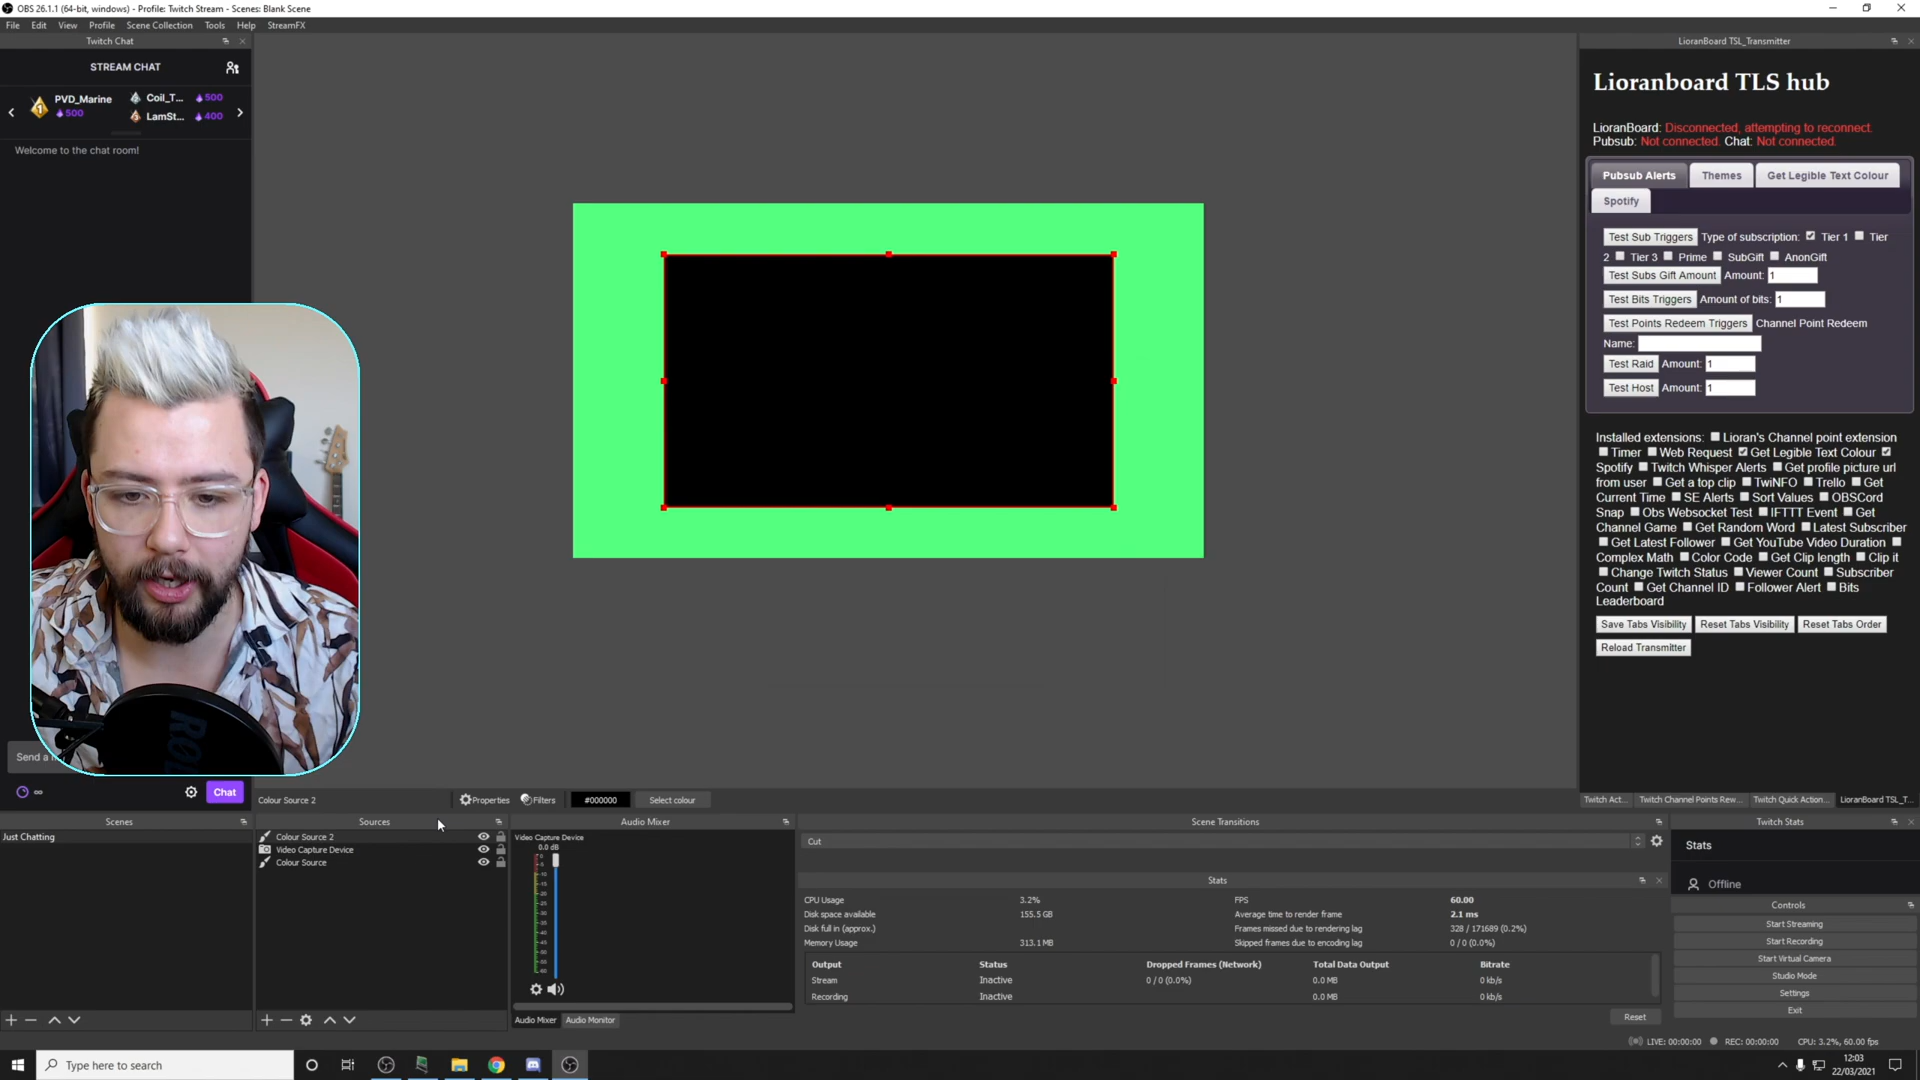 OBS 26.1.1 (64-bit, windows) - Profile: Twitch Stream - Scenes: Blank Scene
File Edit View Profile Scene Collection Tools Help StreamFX
Twitch Chat
STREAM CHAT
1 PVD_Marine 500
Coil_T... 500
LamSt... 400
Welcome to the chat room!
Send a
Chat
LioranBoard TSL_Transmitter
Lioranboard TLS hub
LioranBoard: Disconnected, attempting to reconnect.
Pubsub: Not connected. Chat: Not connected.
Pubsub Alerts Themes Get Legible Text Colour
Spotify
Test Sub Triggers Type of subscription: Tier 1 Tier
2 Tier 3 Prime SubGift AnonGift
Test Subs Gift Amount Amount: 1
Test Bits Triggers Amount of bits: 1
Test Points Redeem Triggers Channel Point Redeem
Name:
Test Raid Amount: 1
Test Host Amount: 1
Installed extensions: Lioran's Channel point extension
Timer Web Request Get Legible Text Colour
Spotify Twitch Whisper Alerts Get profile picture url
from user Get a top clip TwiNFO Trello Get
Current Time SE Alerts Sort Values OBSCord
Snap Obs Websocket Test IFTTT Event Get
Channel Game Get Random Word Latest Subscriber
Get Latest Follower Get YouTube Video Duration
Complex Math Color Code Get Clip length Clip it
Change Twitch Status Viewer Count Subscriber
Count Get Channel ID Follower Alert Bits
Leaderboard
Save Tabs Visibility Reset Tabs Visibility Reset Tabs Order
Reload Transmitter
Twitch Act... Twitch Channel Points Rew... Twitch Quick Action... LioranBoard TSL_T...
Colour Source 2 Properties Filters #000000 Select colour
Scenes
Just Chatting
Sources
Colour Source 2
Video Capture Device
Colour Source
Audio Mixer
Video Capture Device
0.0 dB
Audio Mixer Audio Monitor
Scene Transitions
Cut
Stats
CPU Usage 3.2% FPS 60.00
Disk space available 155.5 GB Average time to render frame 2.1 ms
Disk full in (approx.) Frames missed due to rendering lag 328 / 171689 (0.2%)
Memory Usage 313.1 MB Skipped frames due to encoding lag 0 / 0 (0.0%)
Output Status Dropped Frames (Network) Total Data Output Bitrate
Stream Inactive 0 / 0 (0.0%) 0.0 MB 0 kb/s
Recording Inactive 0.0 MB 0 kb/s
Reset
Twitch Stats
Stats
Offline
Controls
Start Streaming
Start Recording
Start Virtual Camera
Studio Mode
Settings
Exit
LIVE: 00:00:00 REC: 00:00:00 CPU: 3.2%, 60.00 fps
Type here to search
12:03
22/03/2021